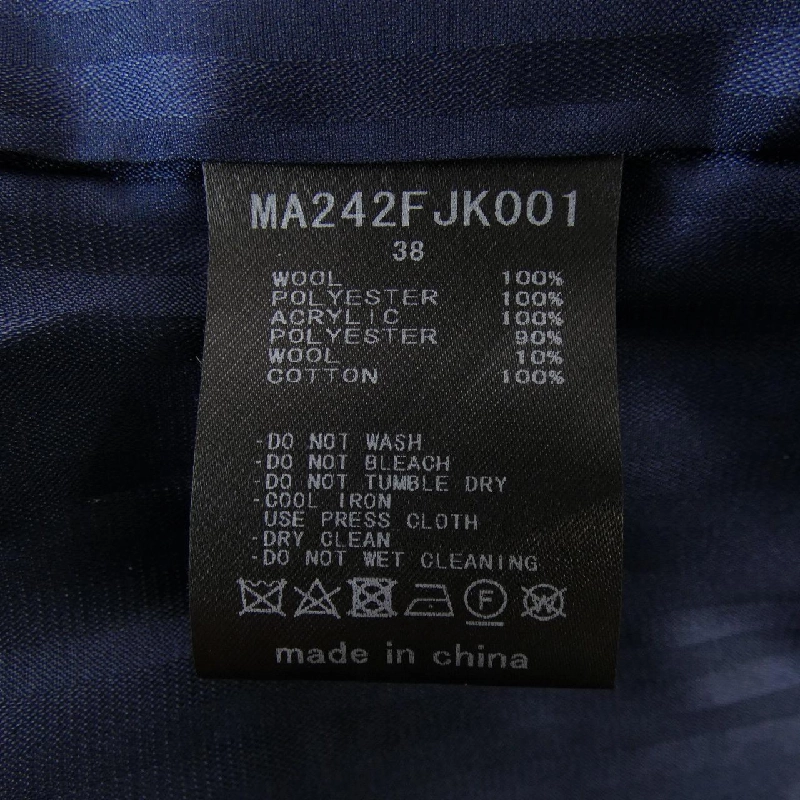 MA242FJK001
38
WOOL 100%
POLYESTER 100%
ACRYLIC 100%
POLYESTER 90%
WOOL 10%
COTTON 100%
-DO NOT WASH
-DO NOT BLEACH
-DO NOT TUMBLE DRY
-COOL IRON
USE PRESS CLOTH
-DRY CLEAN
-DO NOT WET CLEANING
F W
made in china